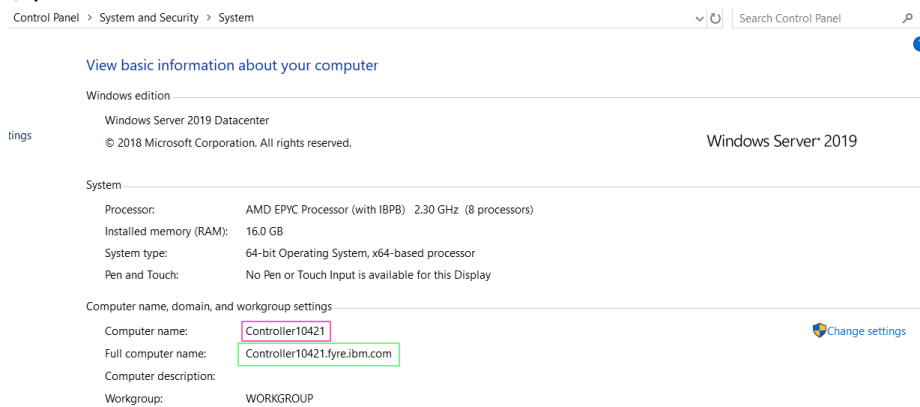 Control Panel > System and Security > System
Search Control Panel
View basic information about your computer
Windows edition
Windows Server 2019 Datacenter
© 2018 Microsoft Corporation. All rights reserved.
tings
Windows Server 2019
System
Processor: AMD EPYC Processor (with IBPB) 2.30 GHz (8 processors)
Installed memory (RAM): 16.0 GB
System type: 64-bit Operating System, x64-based processor
Pen and Touch: No Pen or Touch Input is available for this Display
Computer name, domain, and workgroup settings
Computer name: Controller10421
Change settings
Full computer name: Controller10421.fyre.ibm.com
Computer description:
Workgroup: WORKGROUP